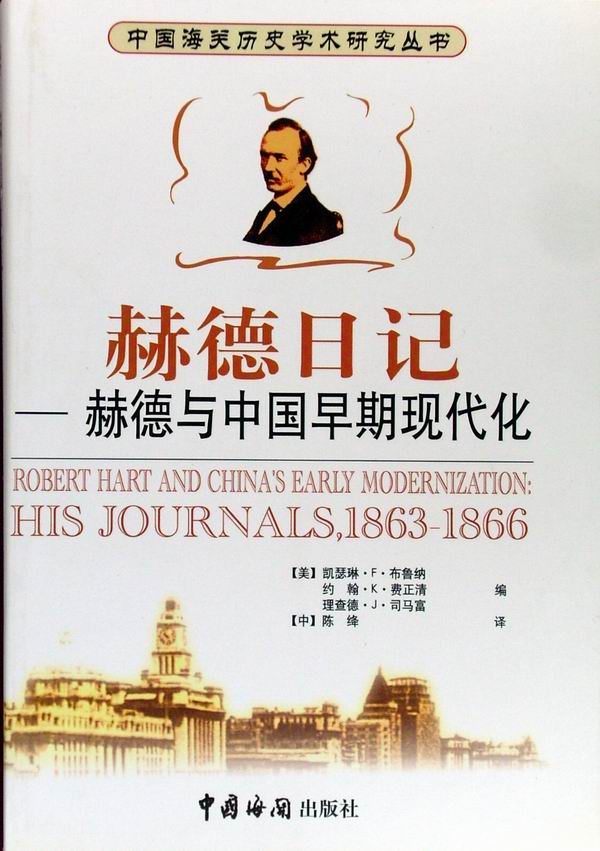 中国海关历史学术研究丛书
赫德日记
—赫德与中国早期现代化
ROBERT HART AND CHINA'S EARLY MODERNIZATION:
HIS JOURNALS,1863-1866
【美】凯瑟琳·F·布鲁纳
约翰·K·费正清 编
理查德·J·司马富
【中】陈绛 译
中國海關出版社